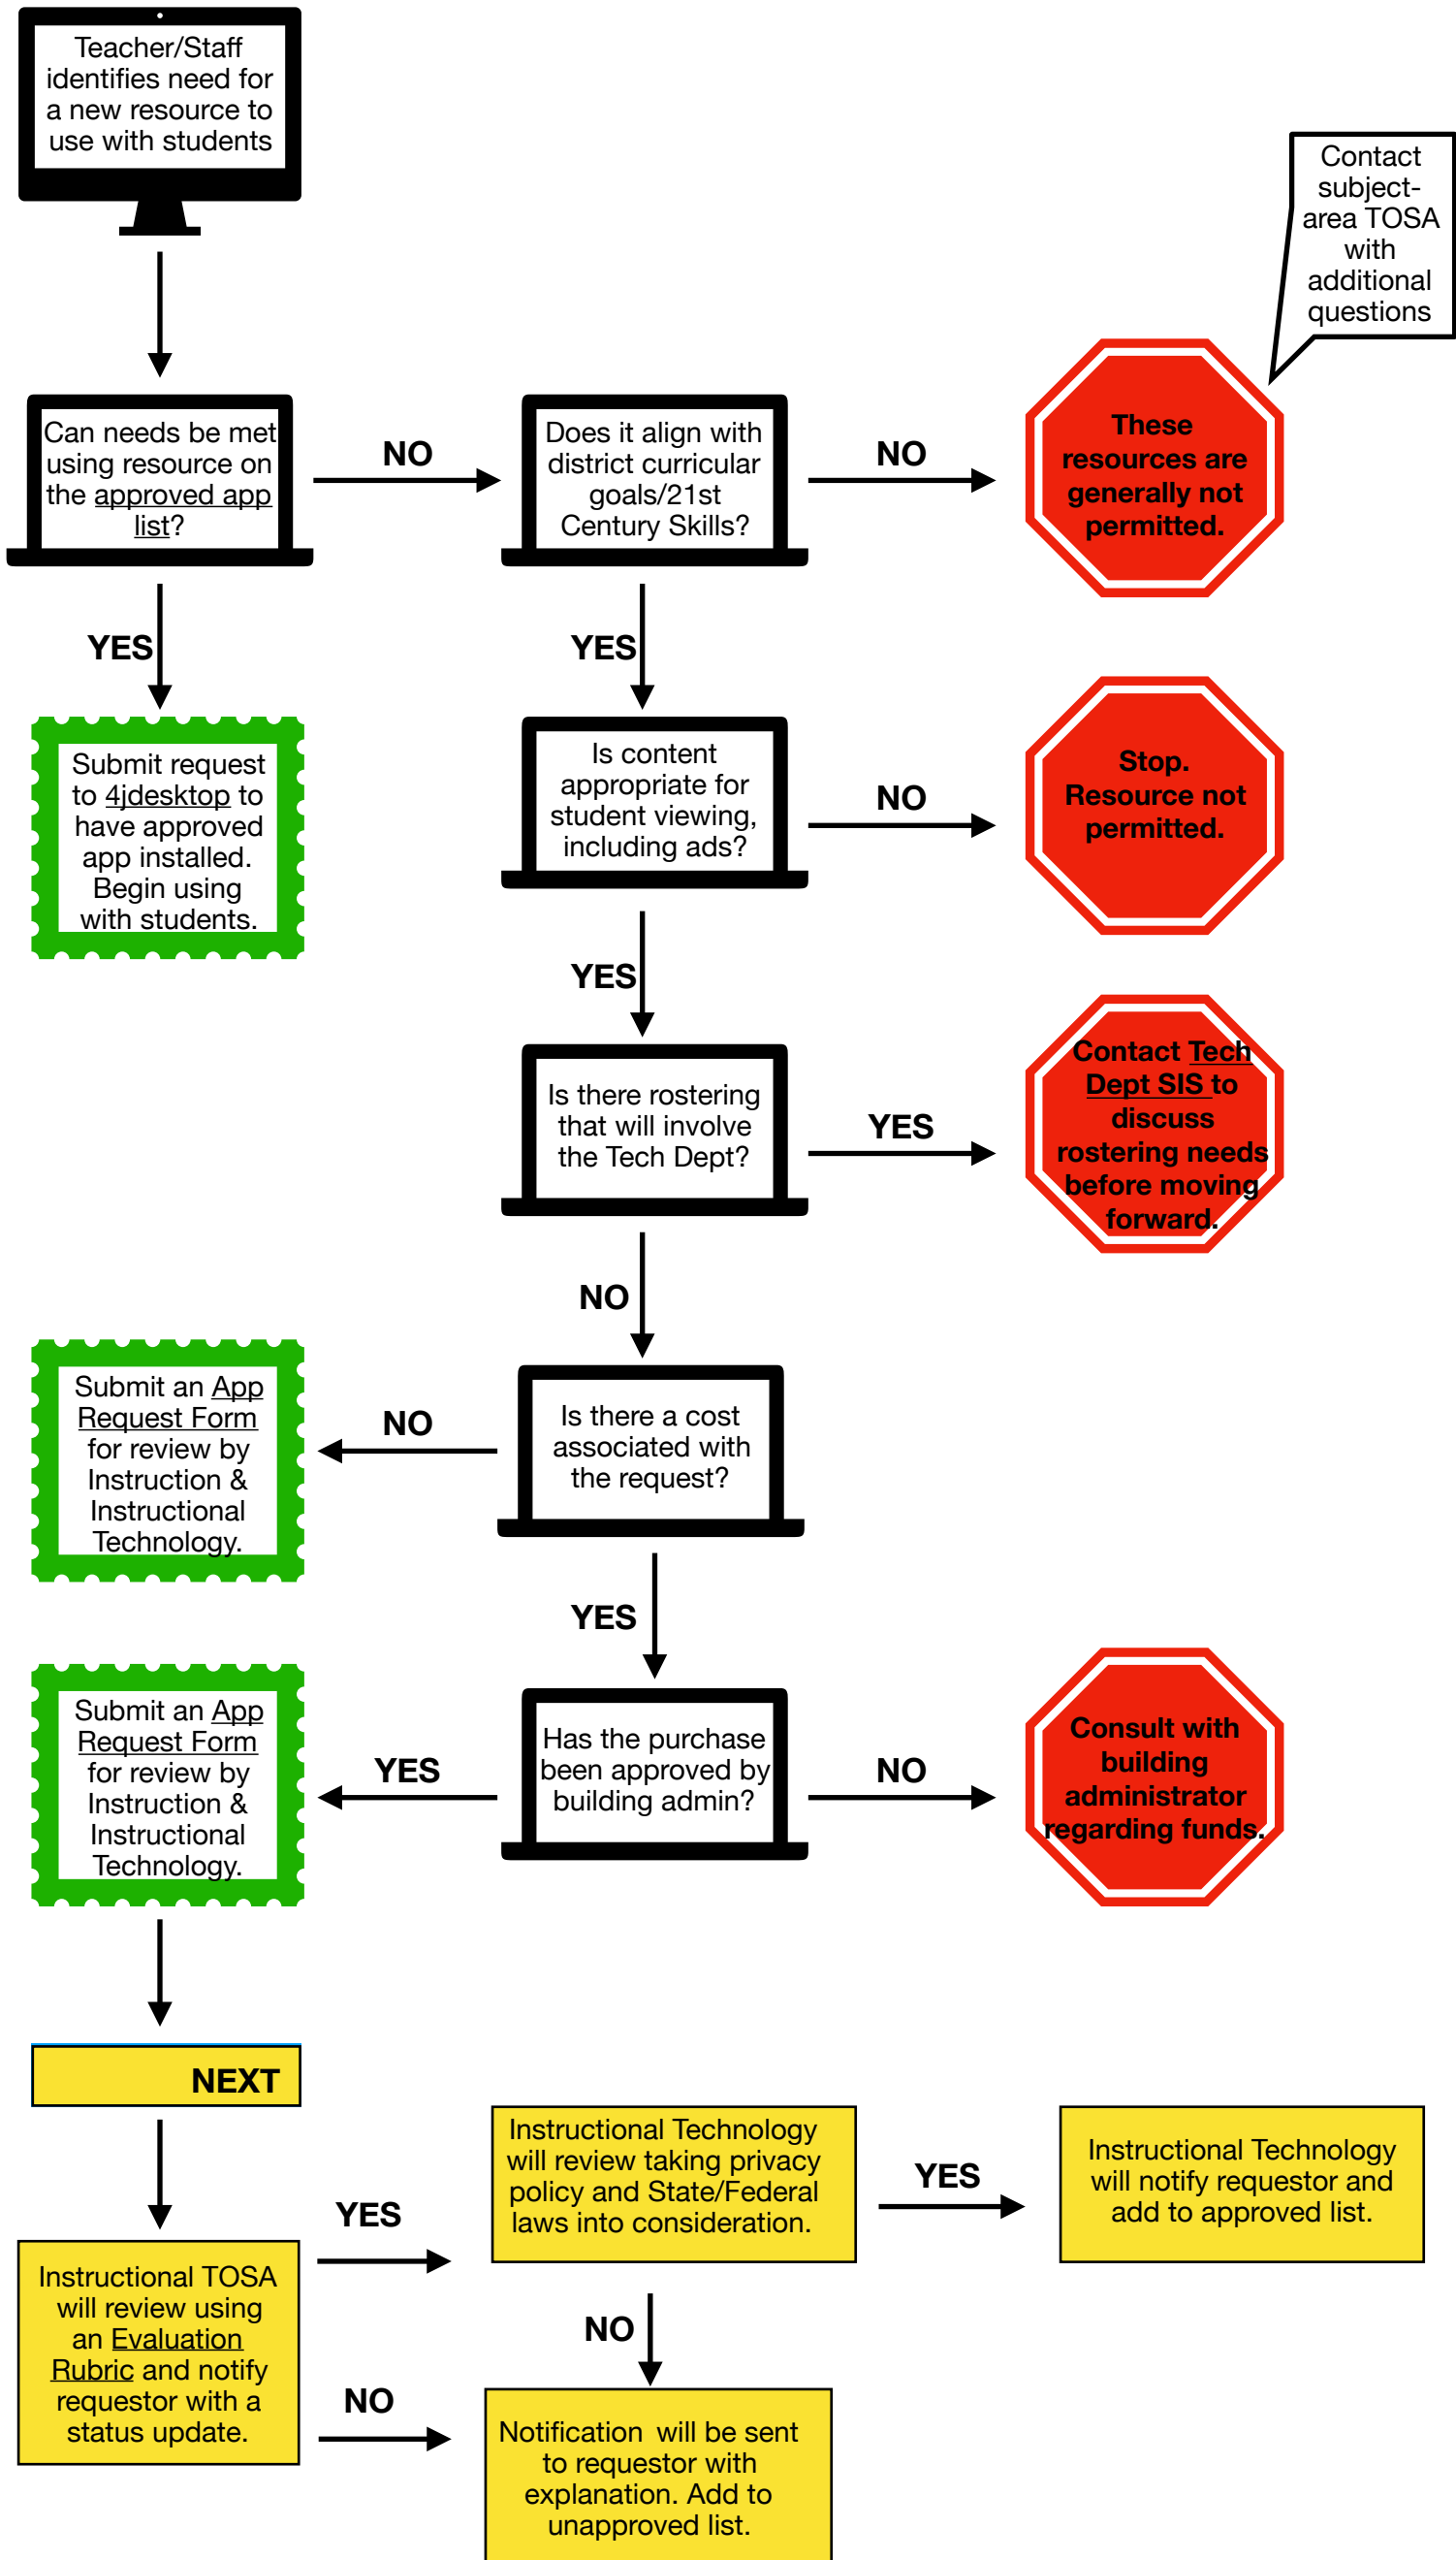 Teacher/Staff
identifies need for
a new resource to
use with students
Contact
subject-
area TOSA
with
additional
questions
Can needs be met
using resource on
the approved app
list?
NO
Does it align with
district curricular
goals/21st
Century Skills?
NO
These
resources are
generally not
permitted.
YES
YES
Submit request
to 4jdesktop to
have approved
app installed.
Begin using
with students.
Is content
appropriate for
student viewing,
including ads?
NO
Stop.
Resource not
permitted.
YES
Is there rostering
that will involve
the Tech Dept?
YES
Contact Tech
Dept SIS to
discuss
rostering needs
before moving
forward.
NO
Submit an App
Request Form
for review by
Instruction &
Instructional
Technology.
NO
Is there a cost
associated with
the request?
YES
Submit an App
Request Form
for review by
Instruction &
Instructional
Technology.
YES
Has the purchase
been approved by
building admin?
NO
Consult with
building
administrator
regarding funds.
NEXT
Instructional TOSA
will review using
an Evaluation
Rubric and notify
requestor with a
status update.
YES
Instructional Technology
will review taking privacy
policy and State/Federal
laws into consideration.
YES
Instructional Technology
will notify requestor and
add to approved list.
NO
NO
Notification will be sent
to requestor with
explanation. Add to
unapproved list.